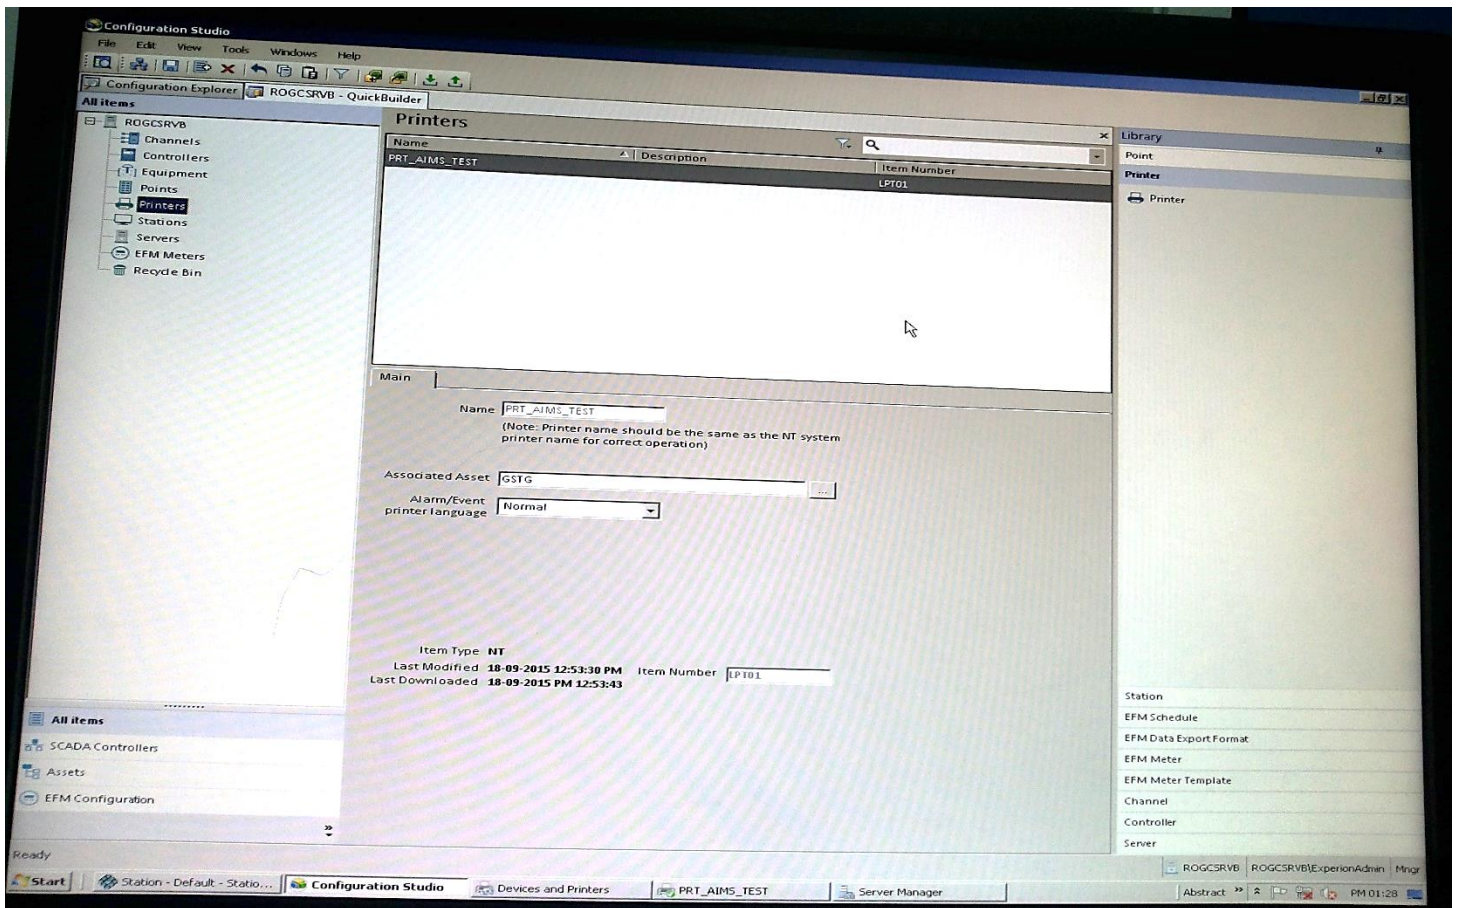 Configuration Studio
File Edit View Tools Windows Help
Configuration Explorer ROGCSRVB - QuickBuilder
All items
ROGCSRVB
Channels
Controllers
Equipment
Points
Printers
Stations
Servers
EFM Meters
Recycle Bin
All items
SCADA Controllers
Assets
EFM Configuration
Printers
Name Description Item Number
PRT_AIMS_TEST LPT01
Main
Name PRT_AIMS_TEST
(Note: Printer name should be the same as the NT system
printer name for correct operation)
Associated Asset GSTG ...
Alarm/Event
printer language Normal
Item Type NT
Last Modified 18-09-2015 12:53:30 PM Item Number LPT01
Last Downloaded 18-09-2015 PM 12:53:43
Library
Point
Printer
Printer
Station
EFM Schedule
EFM Data Export Format
EFM Meter
EFM Meter Template
Channel
Controller
Server
Ready
ROGCSRVB ROGCSRVB\ExperionAdmin Mngr
Start Station - Default - Statio... Configuration Studio Devices and Printers PRT_AIMS_TEST Server Manager Abstract PM 01:28